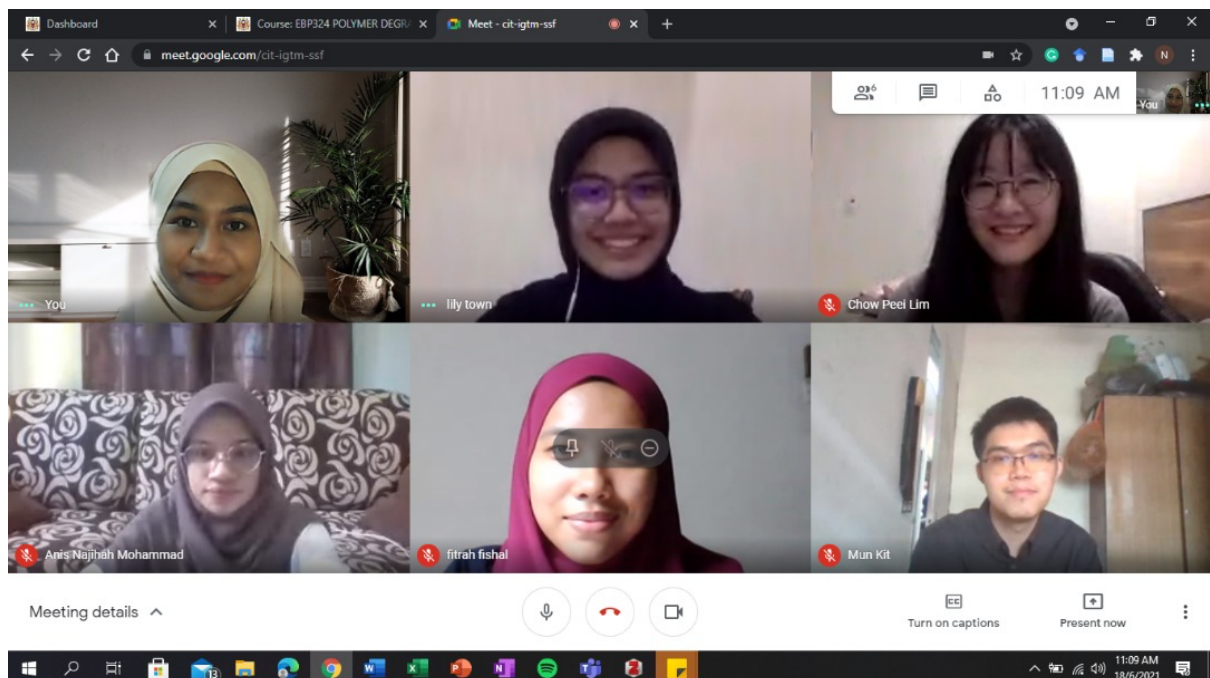 Dashboard
Course: EBP324 POLYMER DEGR
Meet - cit-igtm-ssf
meet.google.com/cit-igtm-ssf
N
6
11:09 AM
You
You
lily town
Chow Peei Lim
Anis Najihah Mohammad
fitrah fishal
Mun Kit
Meeting details
CC
Turn on captions
Present now
13
11:09 AM
18/6/2021